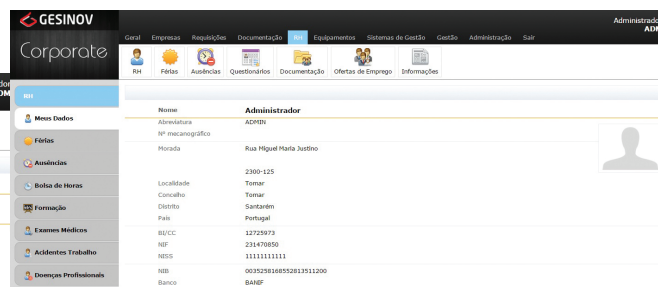 GESINOV
Corporate
Administrado
ADM
Geral Empresas Requisições Documentação RH Equipamentos Sistemas de Gestão Gestão Administração Sair
RH Férias Ausências Questionários Documentação Ofertas de Emprego Informações
RH
Meus Dados
Férias
Ausências
Bolsa de Horas
Formação
Exames Médicos
Acidentes Trabalho
Doenças Profissionais
Nome Administrador
Abreviatura ADMIN
Nº mecanográfico
Morada Rua Miguel Maria Justino
2300-125
Localidade Tomar
Concelho Tomar
Distrito Santarém
País Portugal
BI/CC 12725973
NIF 231470850
NISS 11111111111
NIB 003525816855281351120​0
Banco BANIF